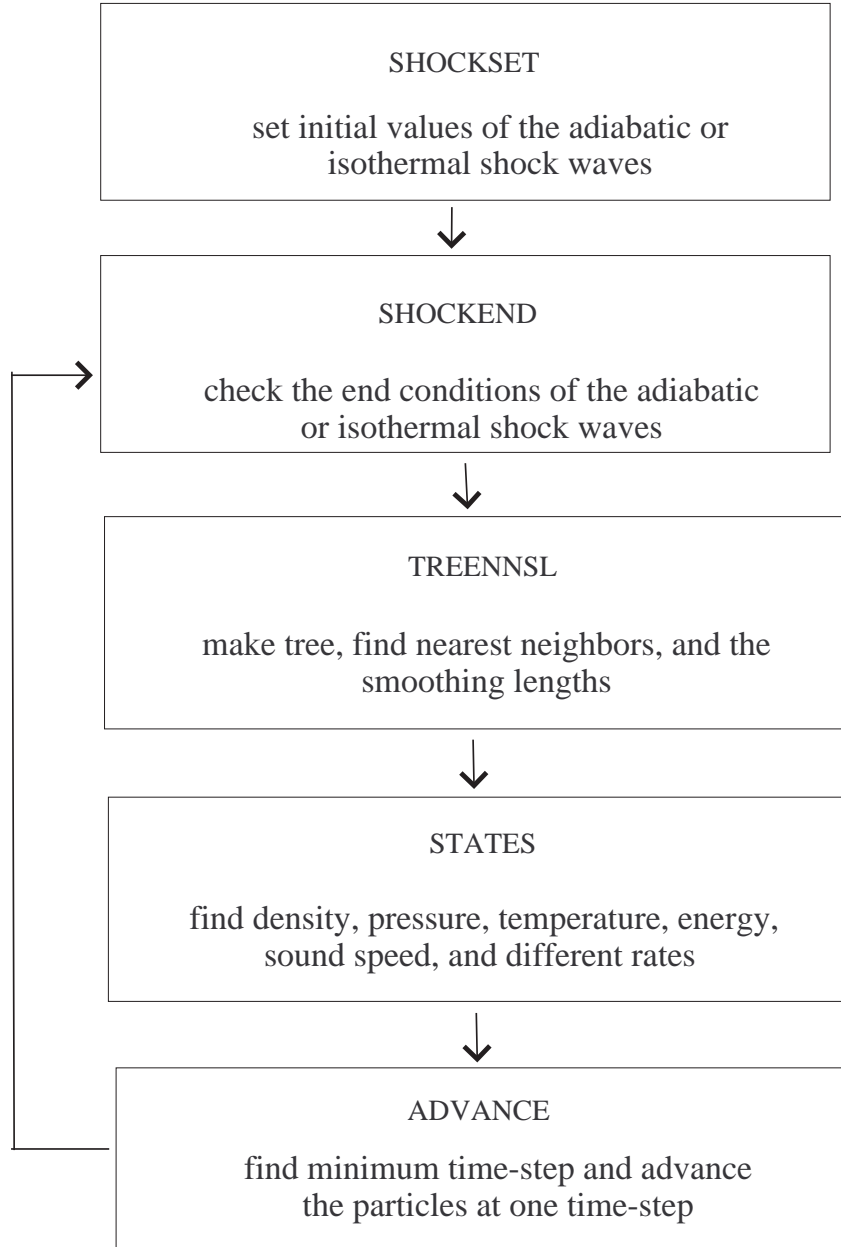 SHOCKSET
set initial values of the adiabatic or
isothermal shock waves
SHOCKEND
check the end conditions of the adiabatic
or isothermal shock waves
TREENNSL
make tree, find nearest neighbors, and the
smoothing lengths
STATES
find density, pressure, temperature, energy,
sound speed, and different rates
ADVANCE
find minimum time-step and advance
the particles at one time-step